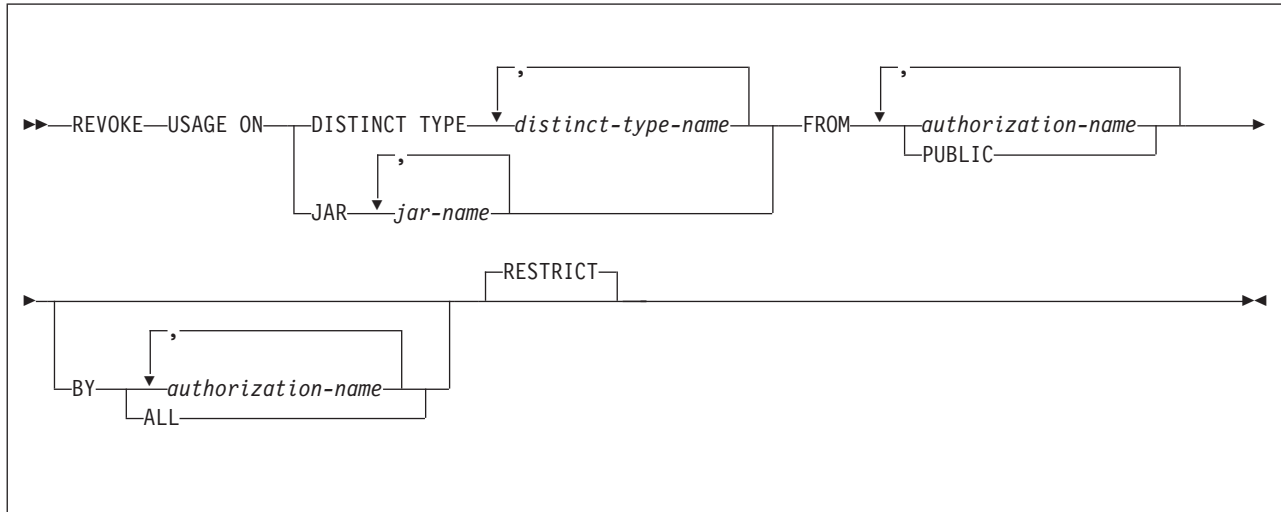 , ,
REVOKE USAGE ON DISTINCT TYPE distinct-type-name FROM authorization-name
, PUBLIC
JAR jar-name
RESTRICT
,
BY authorization-name
ALL